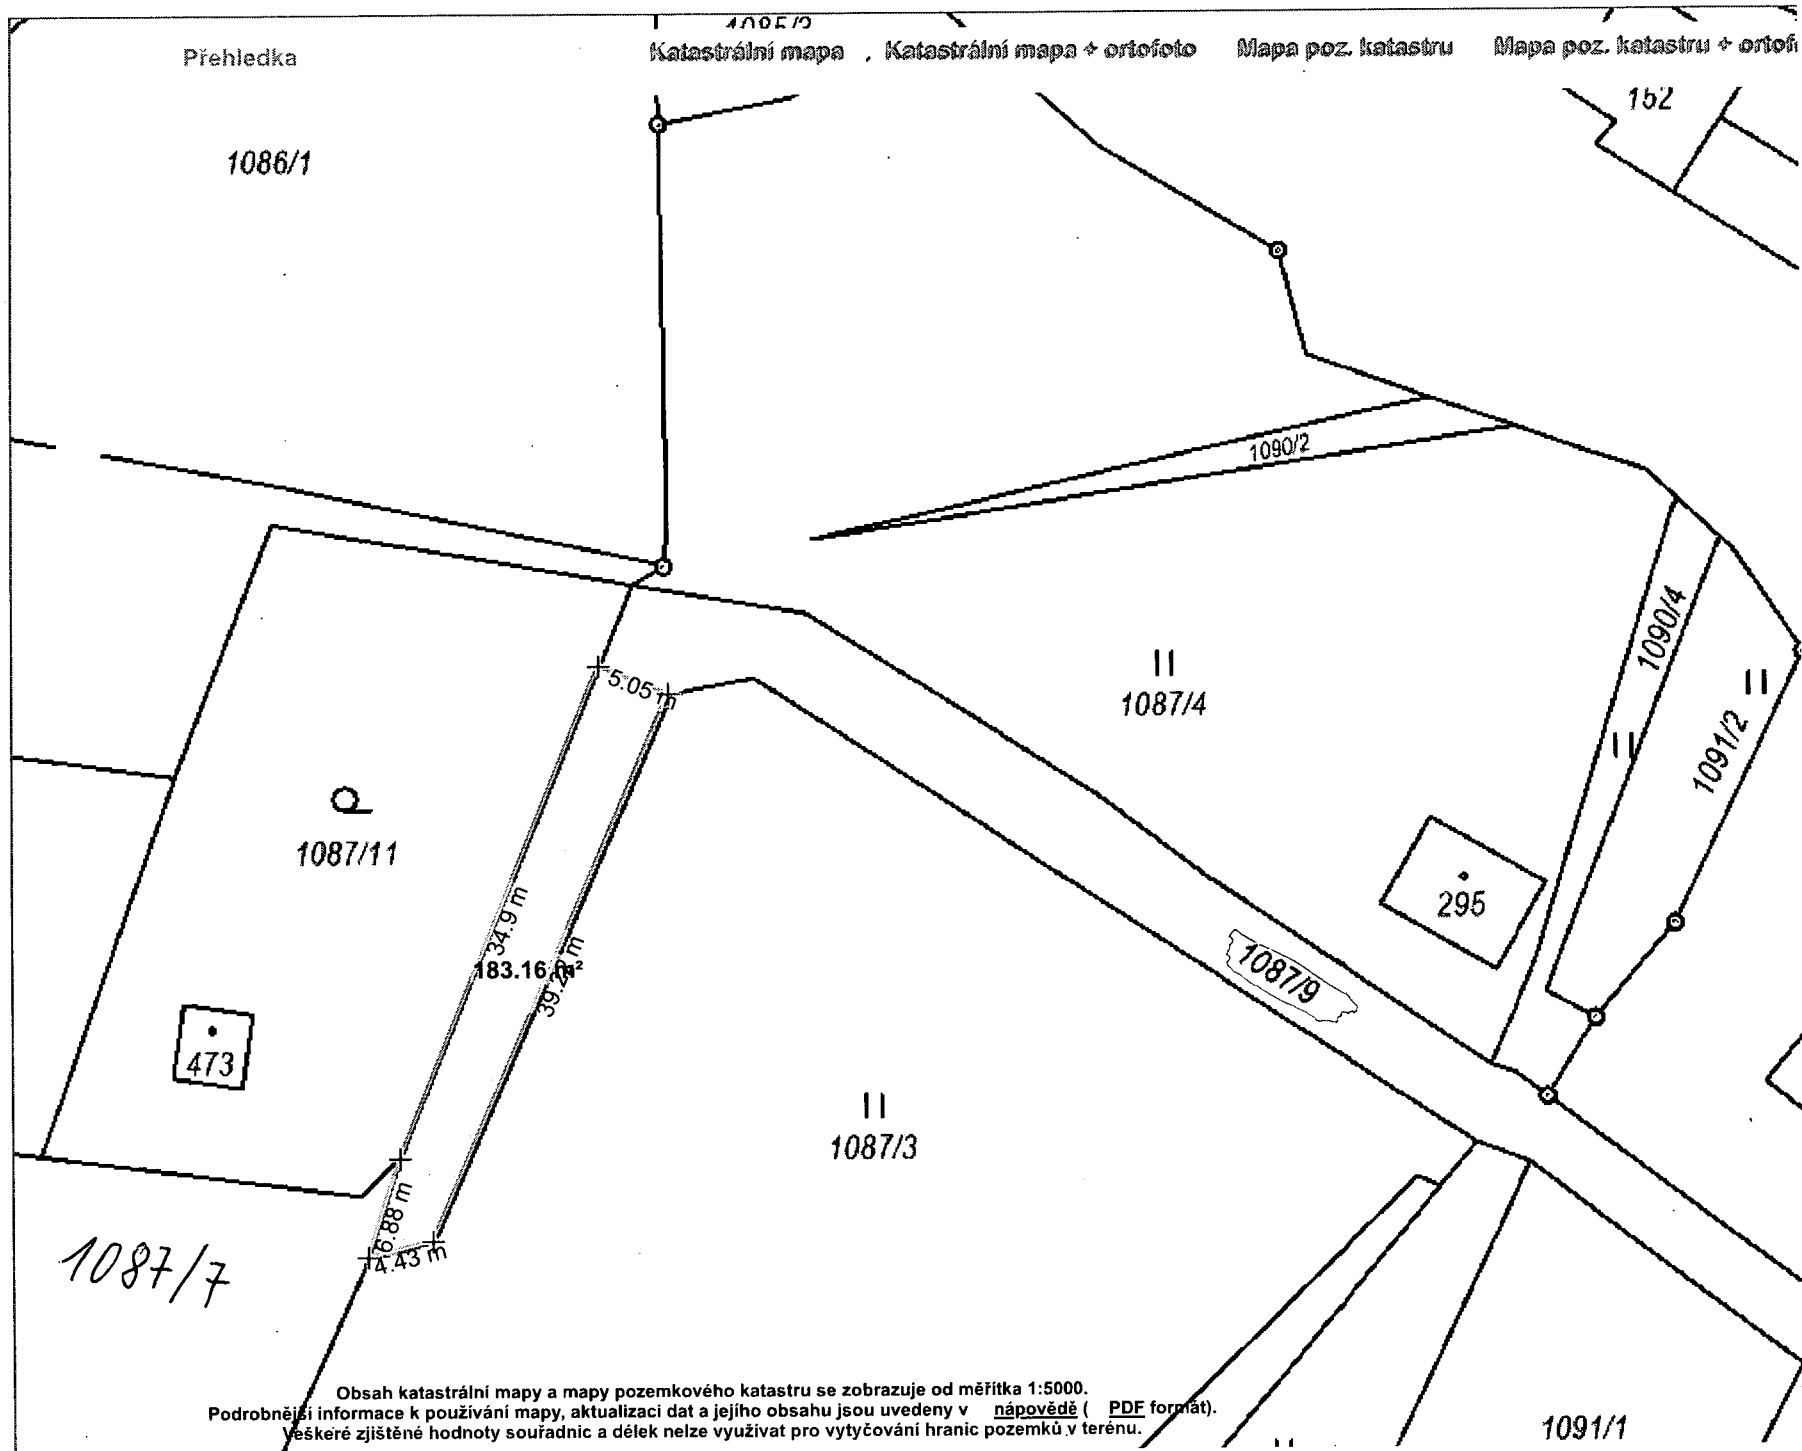 1085/2
Přehledka
Katastrální mapa
Katastrální mapa + ortofoto
Mapa poz. katastru
Mapa poz. katastru +
152
1086/1
1090/2
1090/4
5.05 m
1087/4
1091/2
1087/11
34.9 m
295
183.16 m²
1087/9
473
1087/3
6.88 m
4.43 m
1087/7
Obsah katastrální mapy a mapy pozemkového katastru se zobrazuje od měřítka 1:5000.
Podrobnější informace k používání mapy, aktualizaci dat a jejího obsahu jsou uvedeny v nápovědě ( PDF formát).
Veškeré zjištěné hodnoty souřadnic a délek nelze využívat pro vytyčování hranic pozemků v terénu.
1091/1